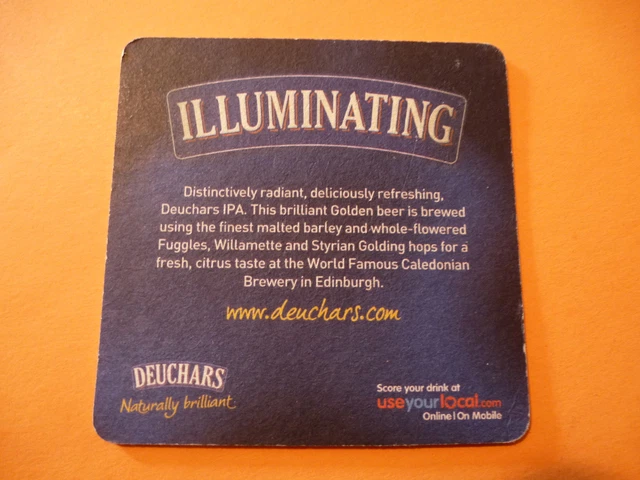 ILLUMINATING
Distinctively radiant, deliciously refreshing,
Deuchars IPA. This brilliant Golden beer is brewed
using the finest malted barley and whole-flowered
Fuggles, Willamette and Styrian Golding hops for a
fresh, citrus taste at the World Famous Caledonian
Brewery in Edinburgh.
www.deuchars.com
DEUCHARS
Naturally brilliant.
Score your drink at
useyourlocal.com
Online | On Mobile